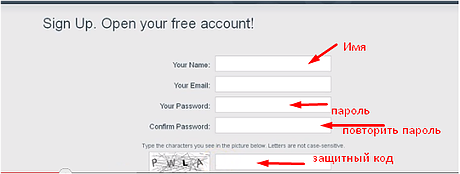 Sign Up. Open your free account!
Имя
Your Name:
Your Email:
Your Password:
пароль
Confirm Password:
повторить пароль
Type the characters you see in the picture below. Letters are not case-sensitive.
защитный код
P W L A